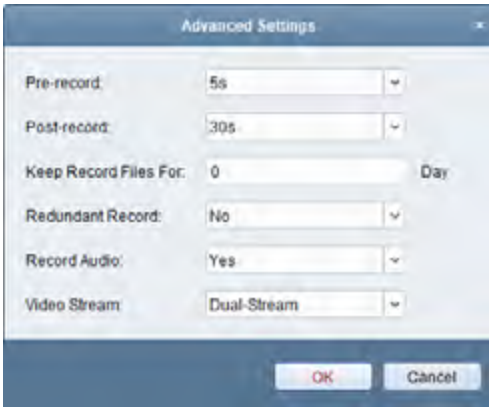 Advanced Settings ×
Pre-record: 5s
Post-record: 30s
Keep Record Files For: 0 Day
Redundant Record: No
Record Audio: Yes
Video Stream: Dual-Stream
OK Cancel